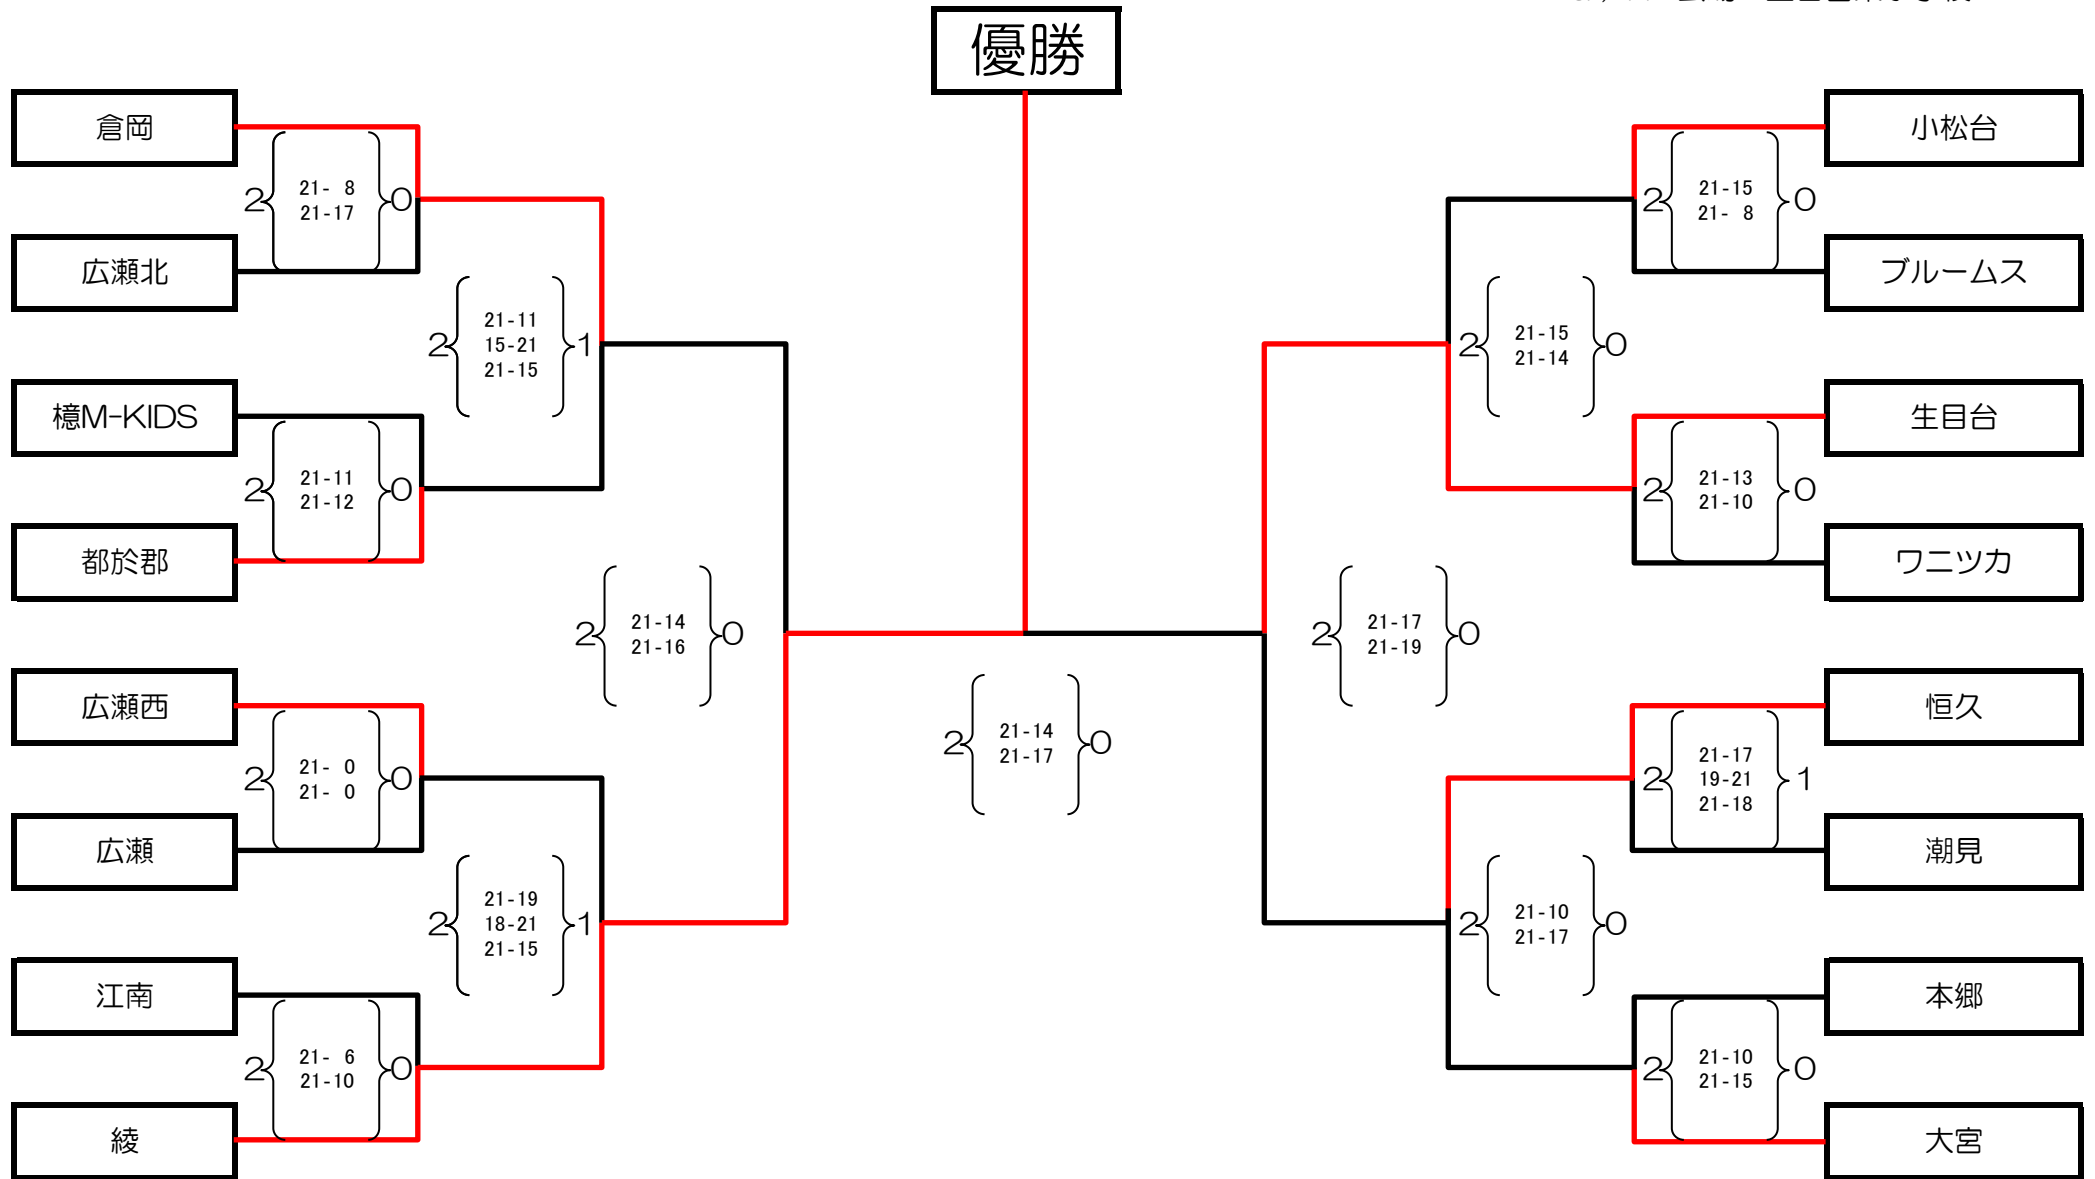 優勝
倉岡
広瀬北
檍M-KIDS
都於郡
広瀬西
広瀬
江南
綾
2 21- 8 0
21-17
2 21-11 0
21-12
2 21- 0 0
21- 0
2 21- 6 0
21-10
2 21-11 1
15-21
21-15
2 21-19 1
18-21
21-15
2 21-14 0
21-16
2 21-14 0
21-17
2 21-17 0
21-19
2 21-15 0
21-14
2 21-10 0
21-17
2 21-15 0
21- 8
2 21-13 0
21-10
2 21-17 1
19-21
21-18
2 21-10 0
21-15
小松台
ブルームス
生目台
ワニツカ
恒久
潮見
本郷
大宮